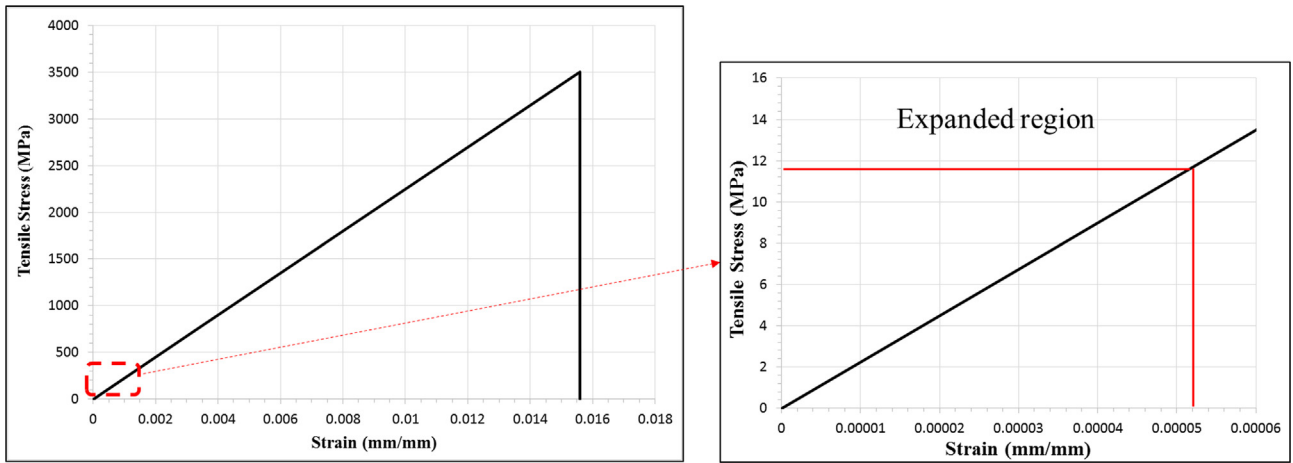 4000
3500
3000
2500
2000
1500
1000
500
0
Tensile Stress (MPa)
0 0.002 0.004 0.006 0.008 0.01 0.012 0.014 0.016 0.018
Strain (mm/mm)
Expanded region
16
14
12
10
8
6
4
2
0
Tensile Stress (MPa)
0 0.00001 0.00002 0.00003 0.00004 0.00005 0.00006
Strain (mm/mm)